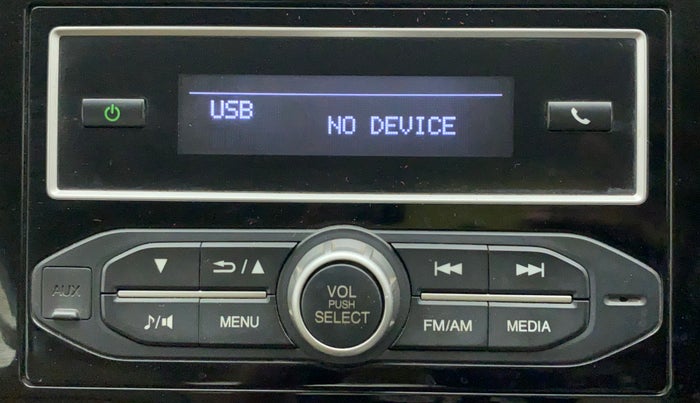 USB
NO DEVICE
AUX
/
VOL
PUSH
SELECT
/
MENU
FM/AM
MEDIA